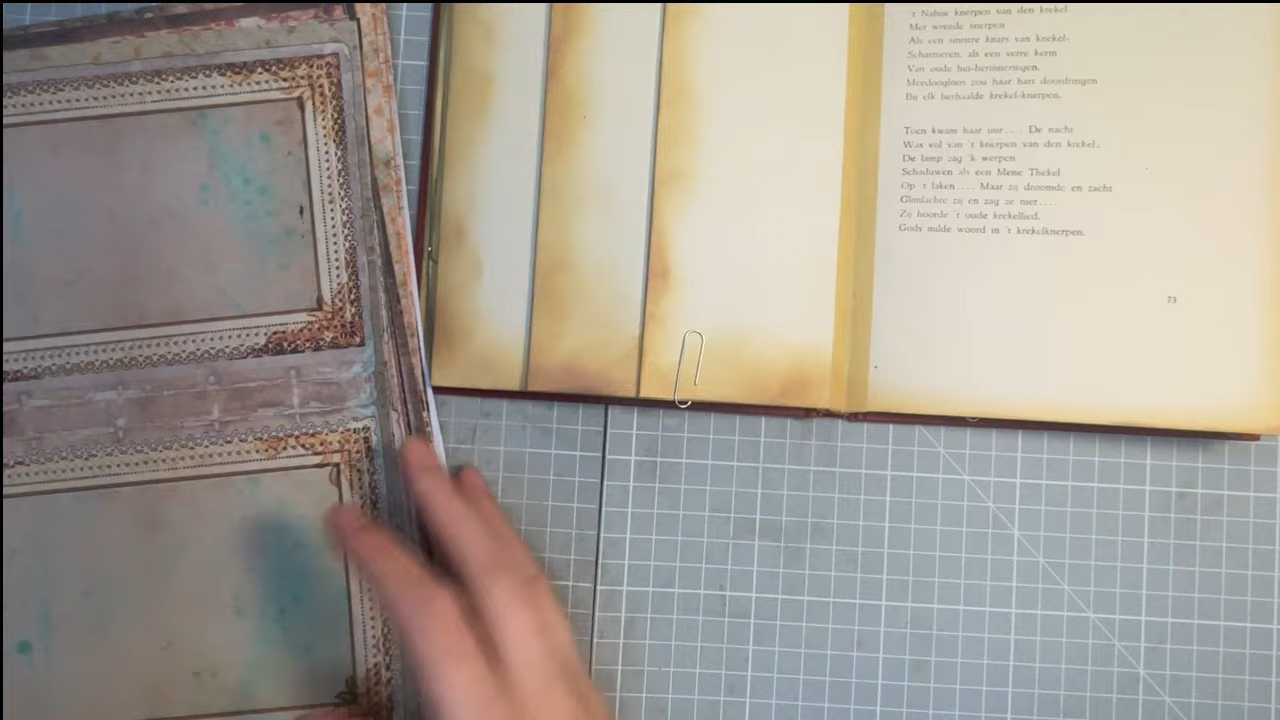 't Nabije knerpen van den krekel
Met wrende snerpen
Als een sinistre knars van knekel-
Scharnieren, als een verre kerm
Van oude het-herinneringen.
Meedoogloos zou haar hart doordringen
Bij elk herhaalde krekel-knerpen.
Toen kwam haar uur.... De nacht
Was vol van 't knerpen van den krekel;
De lamp zag 'k werpen
Schaduwen als een Mene Thekel
Op 't laken.... Maar zij droomde en zacht
Glimlachte zij en zag ze niet....
Zij hoorde 't oude krekellied,
Gods milde woord in 't krekelknerpen.
73